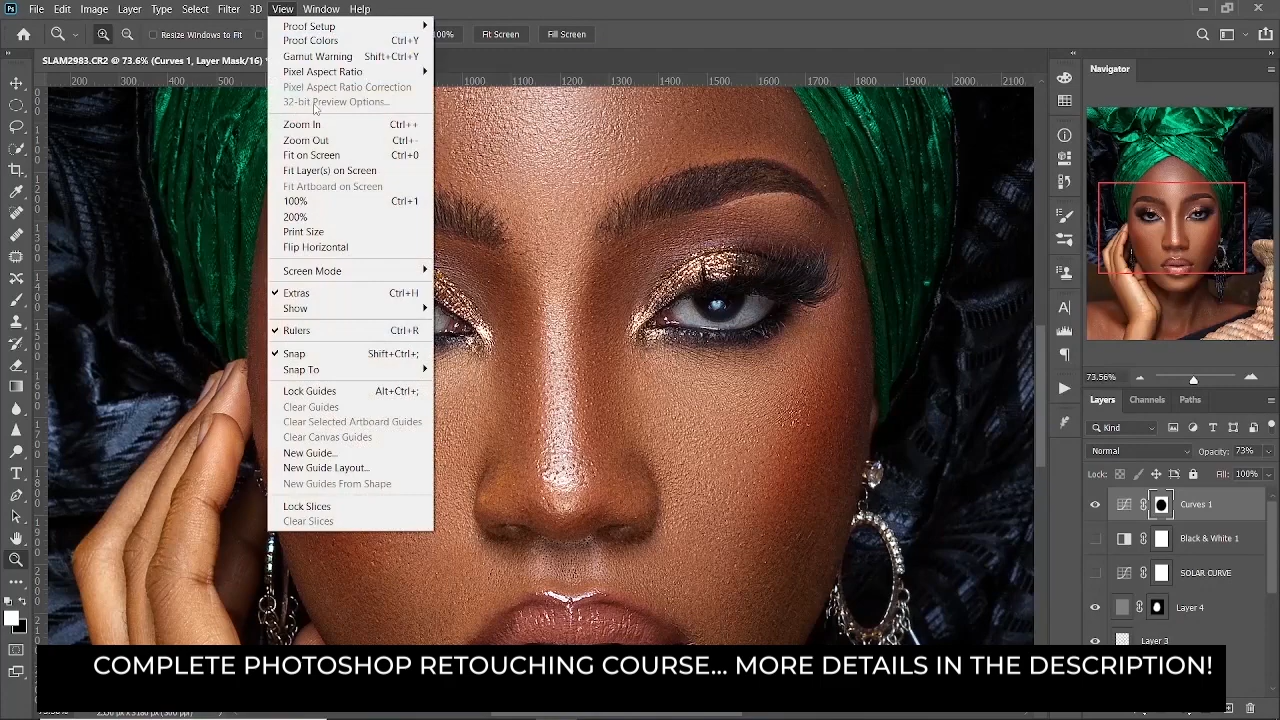 Ps File Edit Image Layer Type Select Filter 3D View Window Help
Resize Windows to Fit 100% Fit Screen Fill Screen
SLAM2983.CR2 @ 73.6% (Curves 1, Layer Mask/16)
200 300 400 500 1000 1100 1200 1300 1400 1500 1600 1700 1800 1900 2000 2100
Proof Setup
Proof Colors Ctrl+Y
Gamut Warning Shift+Ctrl+Y
Pixel Aspect Ratio
Pixel Aspect Ratio Correction
32-bit Preview Options...
Zoom In Ctrl++
Zoom Out Ctrl+-
Fit on Screen Ctrl+0
Fit Layer(s) on Screen
Fit Artboard on Screen
100% Ctrl+1
200%
Print Size
Flip Horizontal
Screen Mode
Extras Ctrl+H
Show
Rulers Ctrl+R
Snap Shift+Ctrl+;
Snap To
Lock Guides Alt+Ctrl+;
Clear Guides
Clear Selected Artboard Guides
Clear Canvas Guides
New Guide...
New Guide Layout...
New Guides From Shape
Lock Slices
Clear Slices
Navigator
73.56%
Layers Channels Paths
Kind
Normal Opacity: 73%
Lock: Fill: 100%
Curves 1
Black & White 1
SOLAR CURVE
Layer 4
Layer 3
COMPLETE PHOTOSHOP RETOUCHING COURSE... MORE DETAILS IN THE DESCRIPTION!